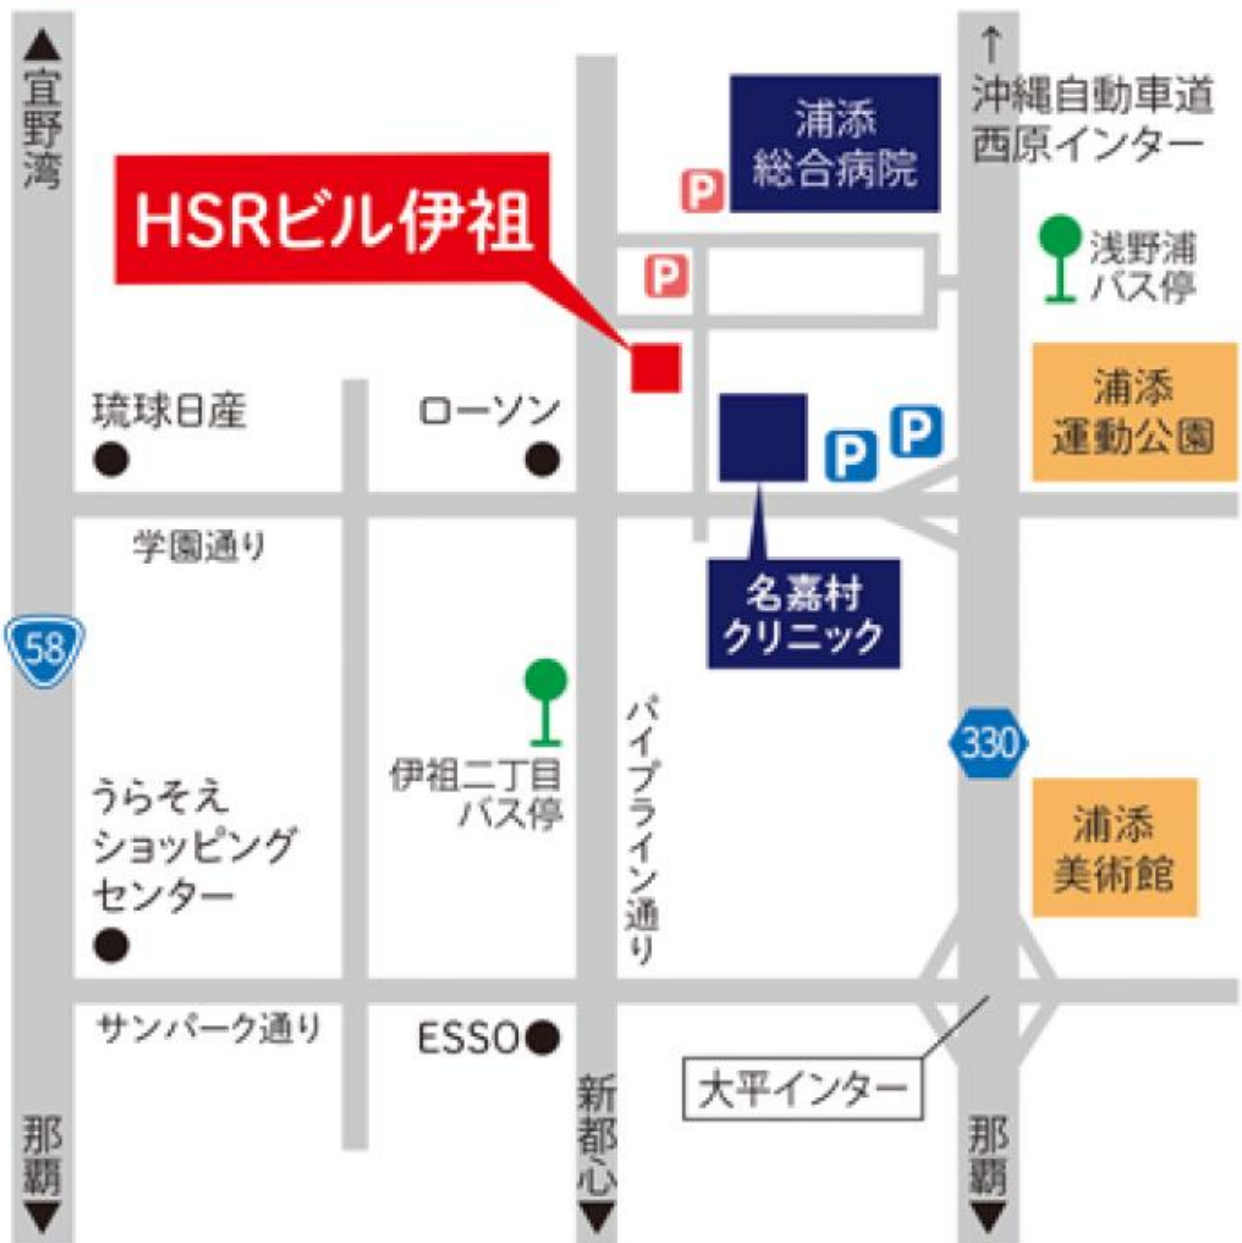 ▲宜野湾
↑
沖縄自動車道
西原インター
浦添
総合病院
P
HSRビル伊祖
P
浅野浦
バス停
浦添
運動公園
琉球日産
ローソン
P
P
学園通り
名嘉村
クリニック
58
パイプライン通り
330
伊祖二丁目
バス停
うらそえ
ショッピング
センター
浦添
美術館
サンパーク通り
ESSO
大平インター
那覇▼
新都心▼
那覇▼